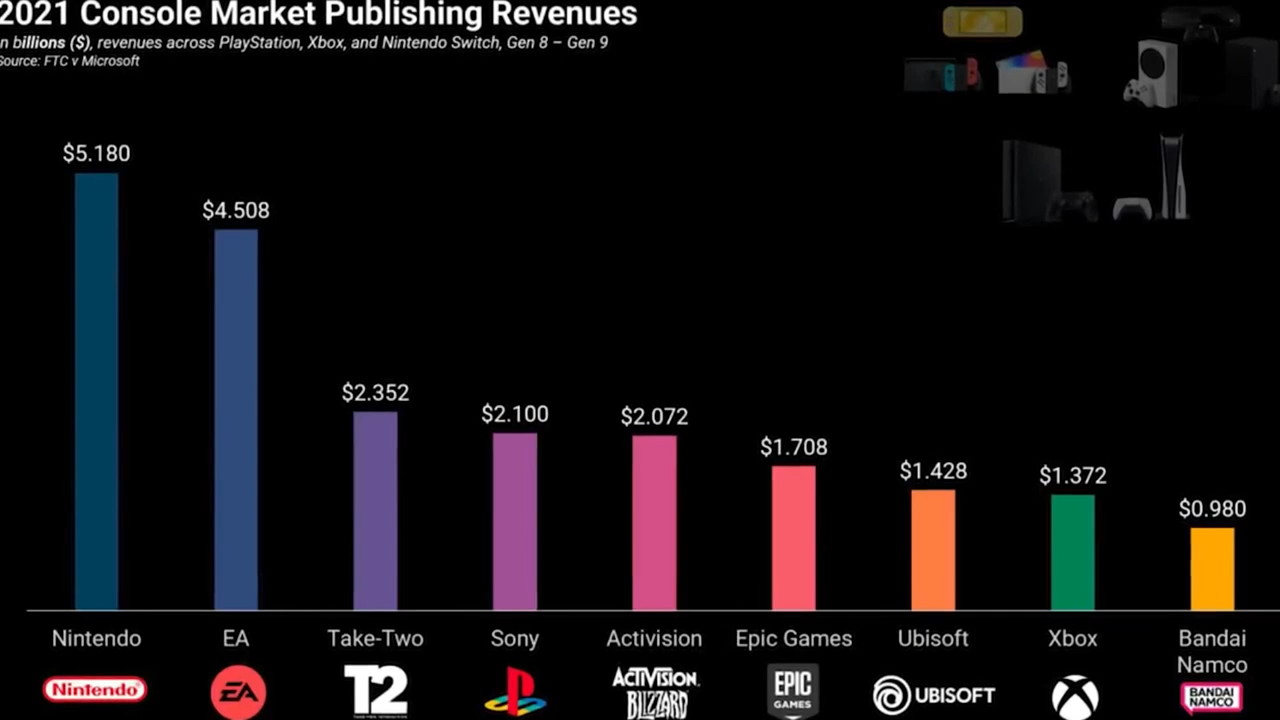 2021 Console Market Publishing Revenues
n billions ($), revenues across PlayStation, Xbox, and Nintendo Switch, Gen 8 – Gen 9
Source: FTC v Microsoft
$5.180
$4.508
$2.352
$2.100
$2.072
$1.708
$1.428
$1.372
$0.980
Nintendo
EA
Take-Two
Sony
Activision
Epic Games
Ubisoft
Xbox
Bandai
Namco
Nintendo
EA
T2
ACTIVISION
BLIZZARD
EPIC
GAMES
UBISOFT
BANDAI
NAMCO